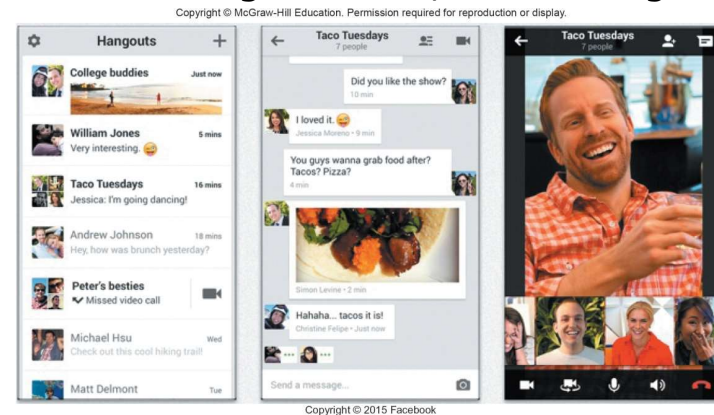 Copyright © McGraw-Hill Education. Permission required for reproduction or display.
Hangouts
College buddies
Just now
William Jones
5 mins
Very interesting.
Taco Tuesdays
16 mins
Jessica: I'm going dancing!
Andrew Johnson
18 mins
Hey, how was brunch yesterday?
Peter's besties
Missed video call
Michael Hsu
Wed
Check out this cool hiking trail!
Matt Delmont
Tue
Taco Tuesdays
7 people
Did you like the show?
10 min
I loved it. 😜
Jessica Moreno • 9 min
You guys wanna grab food after?
Tacos? Pizza?
4 min
Simon Levine • 2 min
Hahaha... tacos it is!
Christine Felipe • Just now
Send a message...
Taco Tuesdays
7 people
Copyright © 2015 Facebook